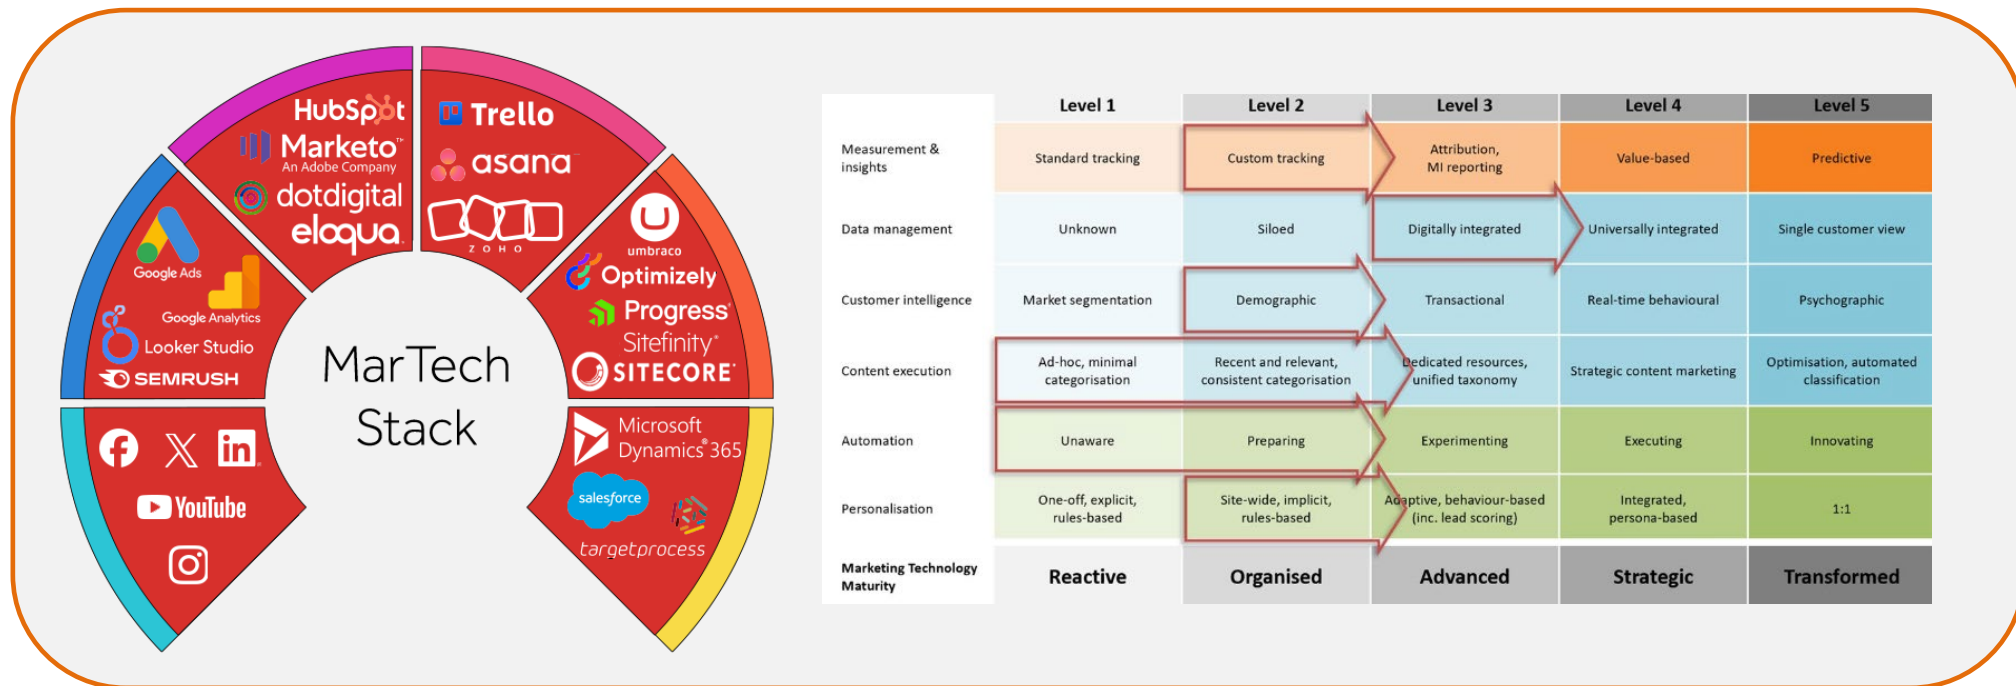 HubSpot
Marketo™
An Adobe Company
dotdigital
eloqua.
Trello
asana
ZOHO
Google Ads
Google Analytics
Looker Studio
SEMRUSH
umbraco
Optimizely
Progress®
Sitefinity®
SITECORE®
MarTech
Stack
X
in
YouTube
Microsoft
Dynamics® 365
salesforce
targetprocess
Level 1 Level 2 Level 3 Level 4 Level 5
Measurement &
insights
Standard tracking
Custom tracking
Attribution,
MI reporting
Value-based
Predictive
Data management
Unknown
Siloed
Digitally integrated
Universally integrated
Single customer view
Customer intelligence
Market segmentation
Demographic
Transactional
Real-time behavioural
Psychographic
Content execution
Ad-hoc, minimal
categorisation
Recent and relevant,
consistent categorisation
Dedicated resources,
unified taxonomy
Strategic content marketing
Optimisation, automated
classification
Automation
Unaware
Preparing
Experimenting
Executing
Innovating
Personalisation
One-off, explicit,
rules-based
Site-wide, implicit,
rules-based
Adaptive, behaviour-based
(inc. lead scoring)
Integrated,
persona-based
1:1
Marketing Technology
Maturity
Reactive
Organised
Advanced
Strategic
Transformed